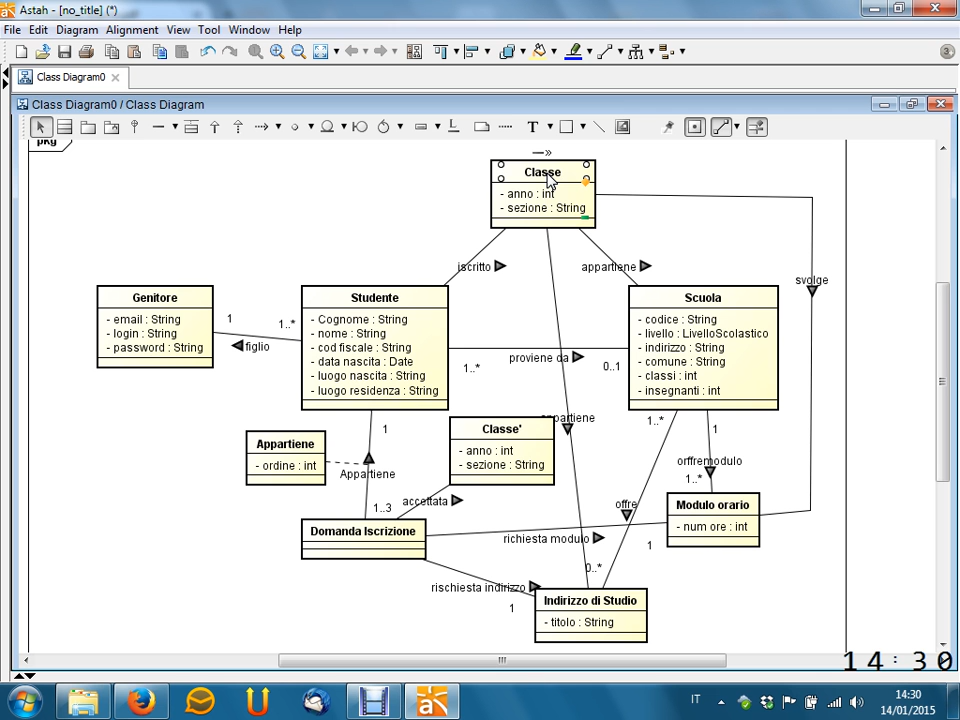 Astah - [no_title] (*)
File Edit Diagram Alignment View Tool Window Help
3
Class Diagram0
Class Diagram0 / Class Diagram
T
pkg
Classe
- anno : int
- sezione : String
iscritto
appartiene
svolge
Genitore
- email : String
- login : String
- password : String
1
1..*
figlio
Studente
- Cognome : String
- nome : String
- cod fiscale : String
- data nascita : Date
- luogo nascita : String
- luogo residenza : String
Scuola
- codice : String
- livello : LivelloScolastico
- indirizzo : String
- comune : String
- classi : int
- insegnanti : int
proviene da
1..*
0..1
appartiene
1..*
1
1
Classe'
- anno : int
- sezione : String
Appartiene
- ordine : int
Appartiene
orffremodulo
1..*
accettata
1..3
offre
Modulo orario
- num ore : int
Domanda Iscrizione
richiesta modulo
1
0..*
rischiesta indirizzo
1
Indirizzo di Studio
- titolo : String
14:30
IT
14:30
14/01/2015